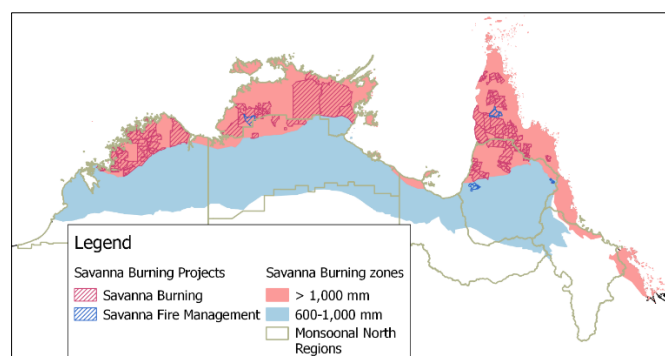 Legend
Savanna Burning Projects
Savanna Burning
Savanna Fire Management
Savanna Burning zones
> 1,000 mm
600-1,000 mm
Monsoonal North
Regions